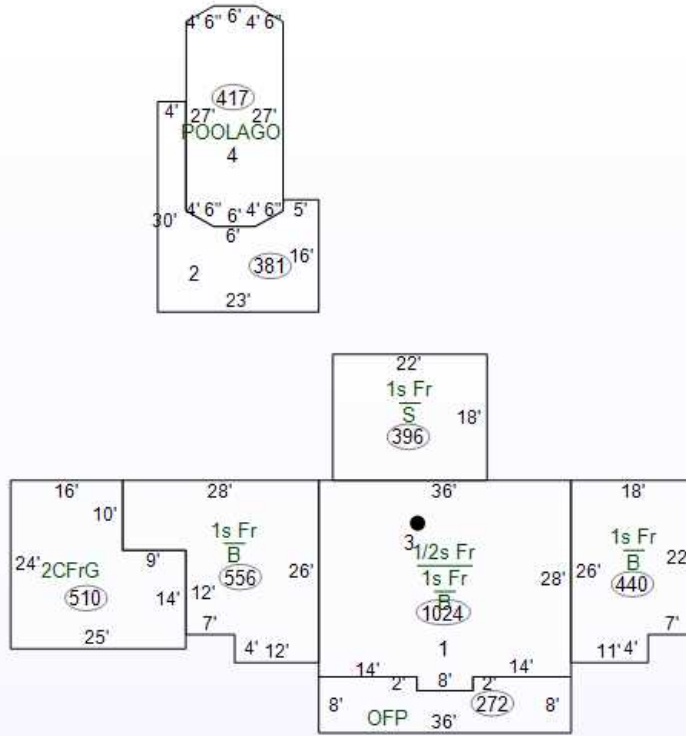 4' 6" 6' 4' 6"
417
4' 27' 27'
POOLAGO
4
4' 6" 6' 4' 6" 5'
30' 6' 16'
2 381
23'
22'
1s Fr
S 18'
396
16' 28' 36' 18'
10' 1s Fr 3 1/2s Fr 1s Fr
B 1s Fr B
24' 2CFrG 9' 12' 556 26' B 28' 26' 440 22'
510 14' 1024
7' 1 7'
25' 4' 12' 11' 4'
14' 2' 8' 2' 14'
8' 272 8'
OFP 36'